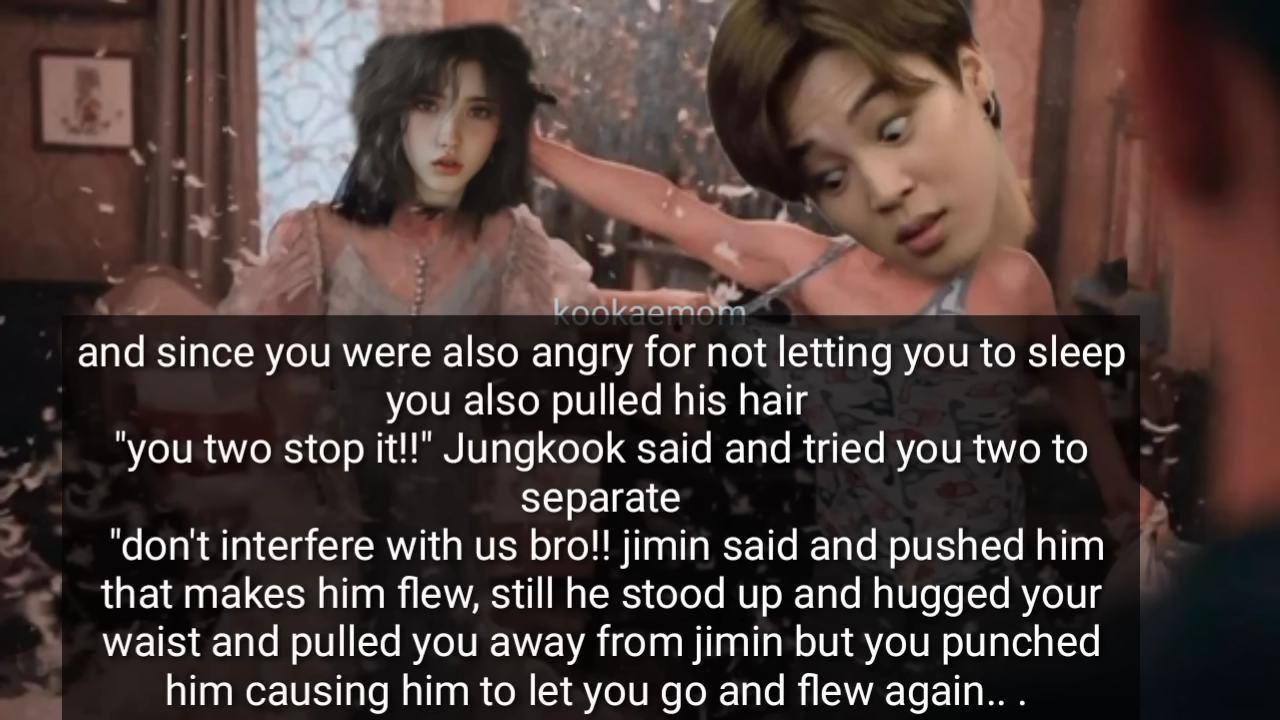 kookaemom
and since you were also angry for not letting you to sleep
you also pulled his hair
"you two stop it!!" Jungkook said and tried you two to
separate
"don't interfere with us bro!! jimin said and pushed him
that makes him flew, still he stood up and hugged your
waist and pulled you away from jimin but you punched
him causing him to let you go and flew again.. .